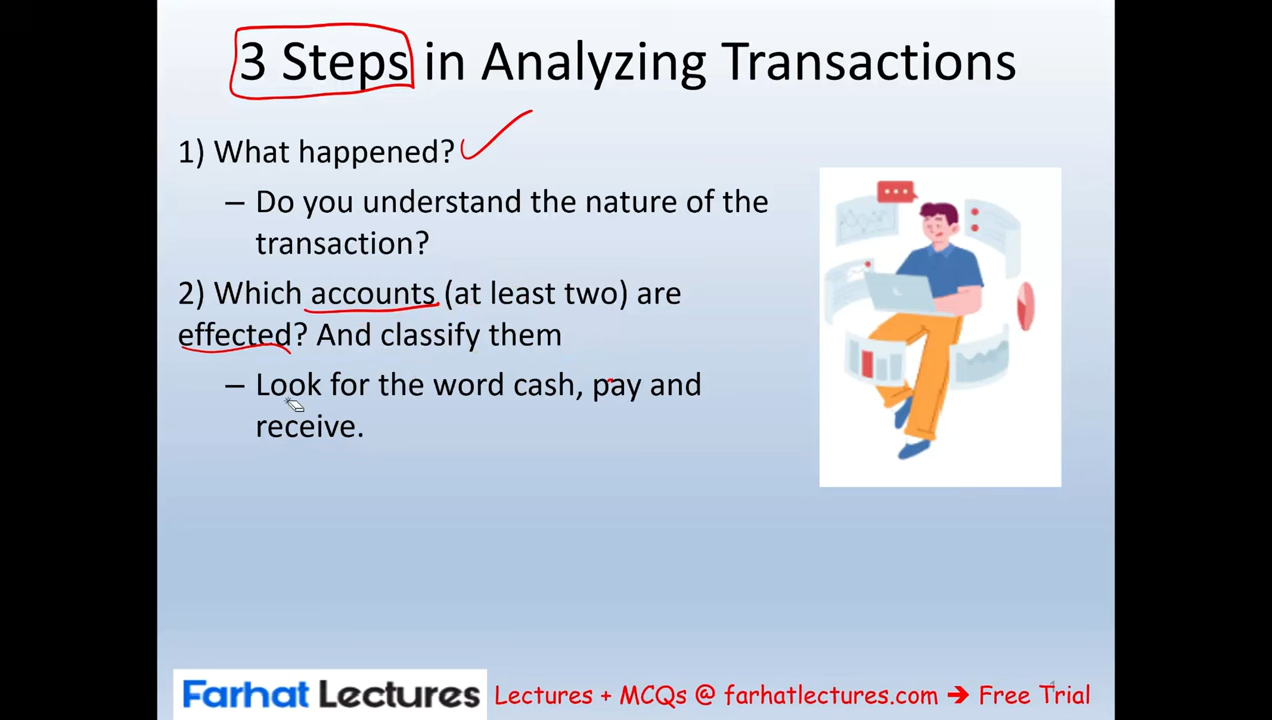 3 Steps in Analyzing Transactions
1) What happened?
– Do you understand the nature of the
transaction?
2) Which accounts (at least two) are
effected? And classify them
– Look for the word cash, pay and
receive.
Farhat Lectures Lectures + MCQs @ farhatlectures.com ➔ Free Trial